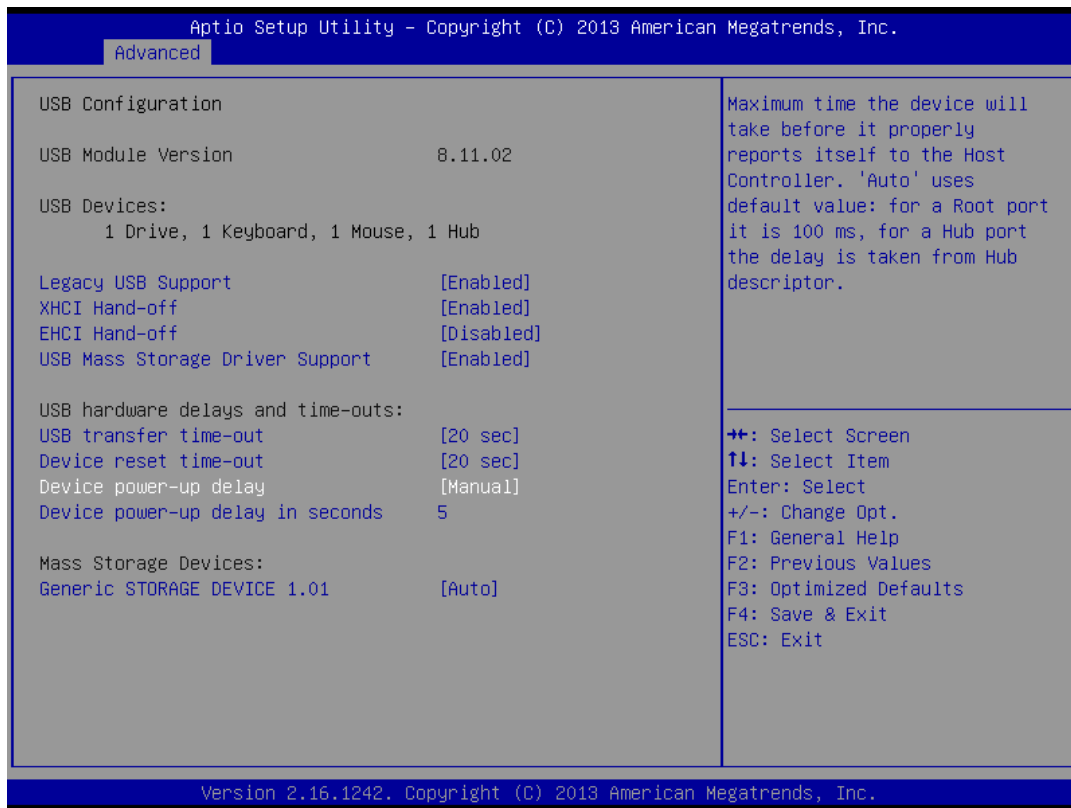 Aptio Setup Utility – Copyright (C) 2013 American Megatrends, Inc.
Advanced
USB Configuration
USB Module Version 8.11.02
USB Devices:
1 Drive, 1 Keyboard, 1 Mouse, 1 Hub
Legacy USB Support [Enabled]
XHCI Hand-off [Enabled]
EHCI Hand-off [Disabled]
USB Mass Storage Driver Support [Enabled]
USB hardware delays and time-outs:
USB transfer time-out [20 sec]
Device reset time-out [20 sec]
Device power-up delay [Manual]
Device power-up delay in seconds 5
Mass Storage Devices:
Generic STORAGE DEVICE 1.01 [Auto]
Maximum time the device will
take before it properly
reports itself to the Host
Controller. 'Auto' uses
default value: for a Root port
it is 100 ms, for a Hub port
the delay is taken from Hub
descriptor.
→←: Select Screen
↑↓: Select Item
Enter: Select
+/-: Change Opt.
F1: General Help
F2: Previous Values
F3: Optimized Defaults
F4: Save & Exit
ESC: Exit
Version 2.16.1242. Copyright (C) 2013 American Megatrends, Inc.